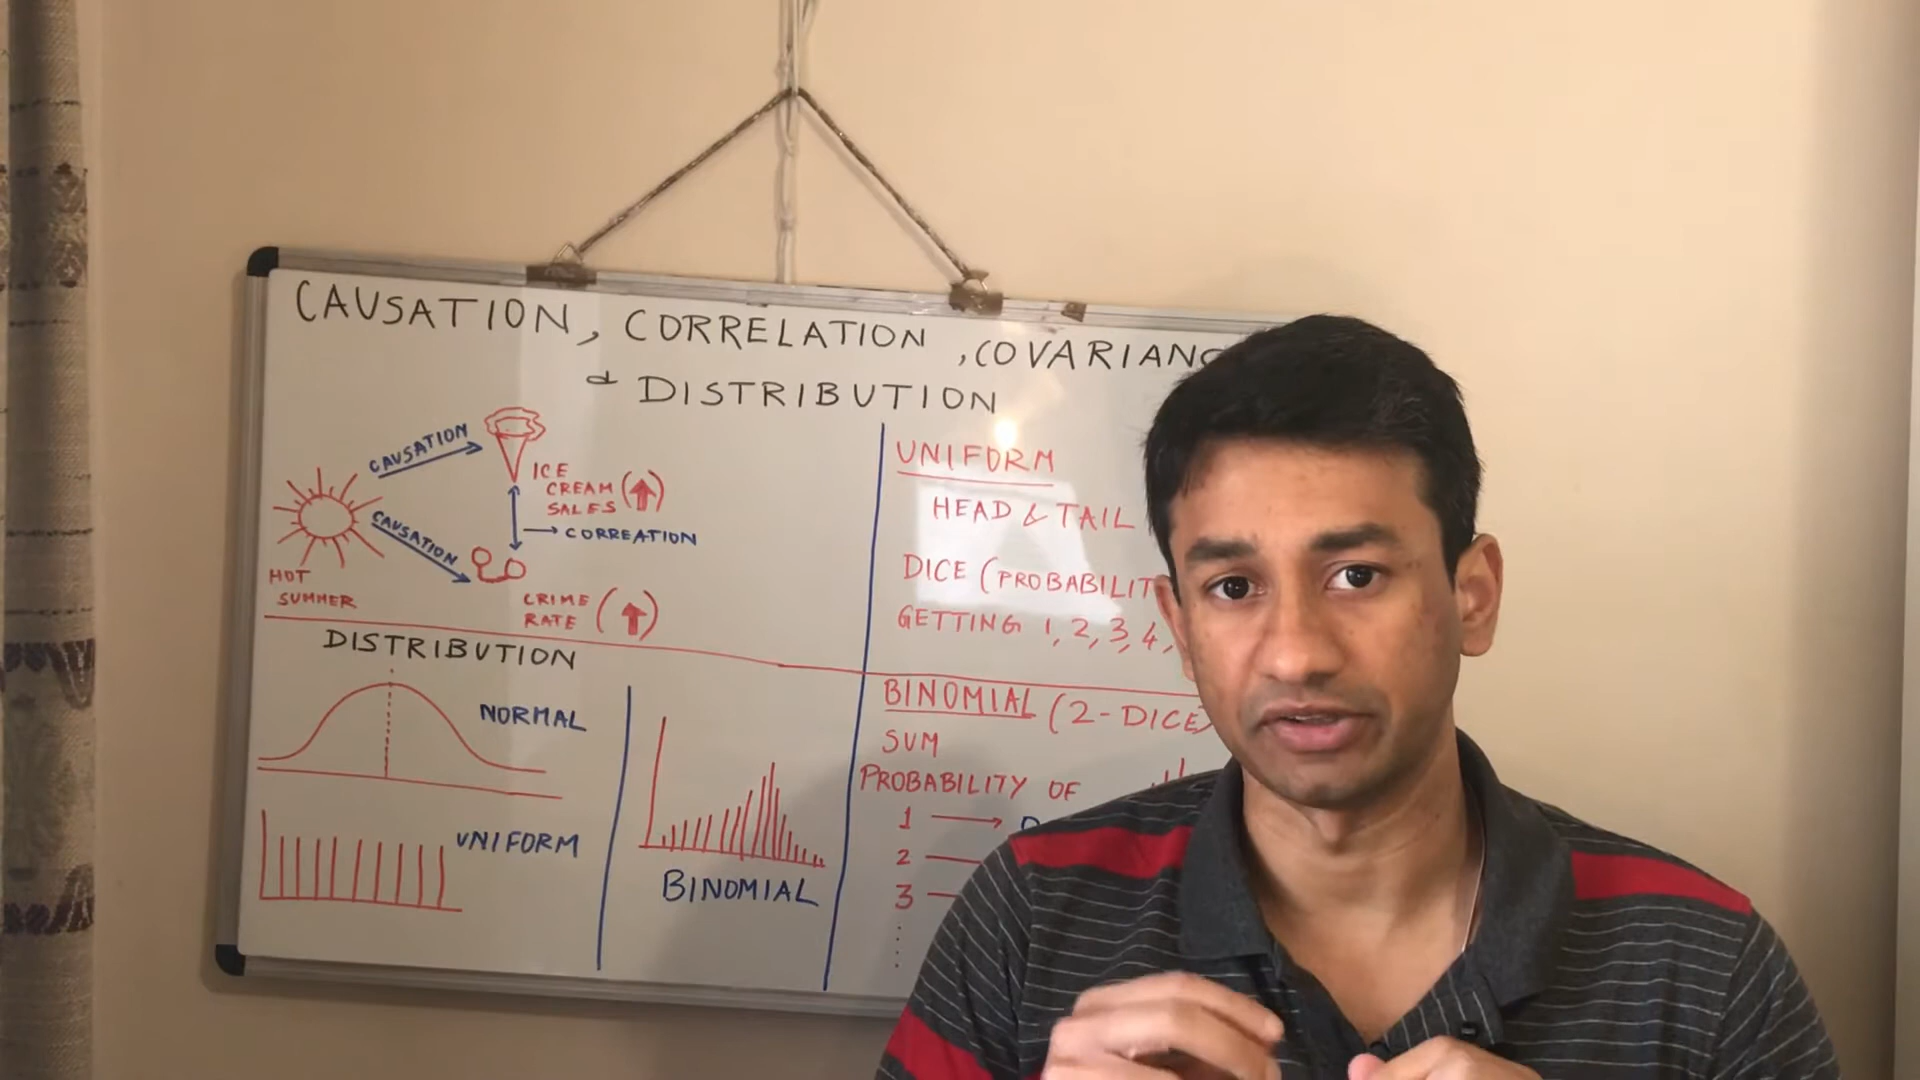 CAUSATION, CORRELATION, COVARIANC
& DISTRIBUTION
CAUSATION
ICE
CREAM
SALES
CORREATION
CAUSATION
HOT
SUMMER
CRIME
RATE
UNIFORM
HEAD & TAIL
DICE (PROBABILIT
GETTING 1, 2, 3, 4,
DISTRIBUTION
NORMAL
UNIFORM
BINOMIAL
BINOMIAL (2-DICE)
SUM
PROBABILITY OF
1
2
3